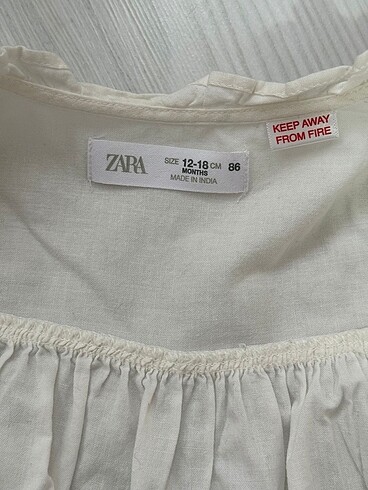 KEEP AWAY
FROM FIRE
ZARA
SIZE 12-18 CM 86
MONTHS
MADE IN INDIA